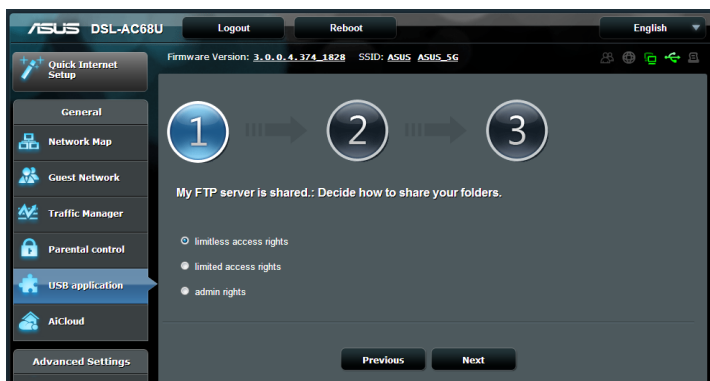 ASUS DSL-AC68U Logout Reboot English
Quick Internet Setup
Firmware Version: 3.0.0.4.374_1828 SSID: ASUS ASUS_5G
General
Network Map
Guest Network
Traffic Manager
Parental control
USB application
AiCloud
Advanced Settings
1 2 3
My FTP server is shared.: Decide how to share your folders.
limitless access rights
limited access rights
admin rights
Previous Next